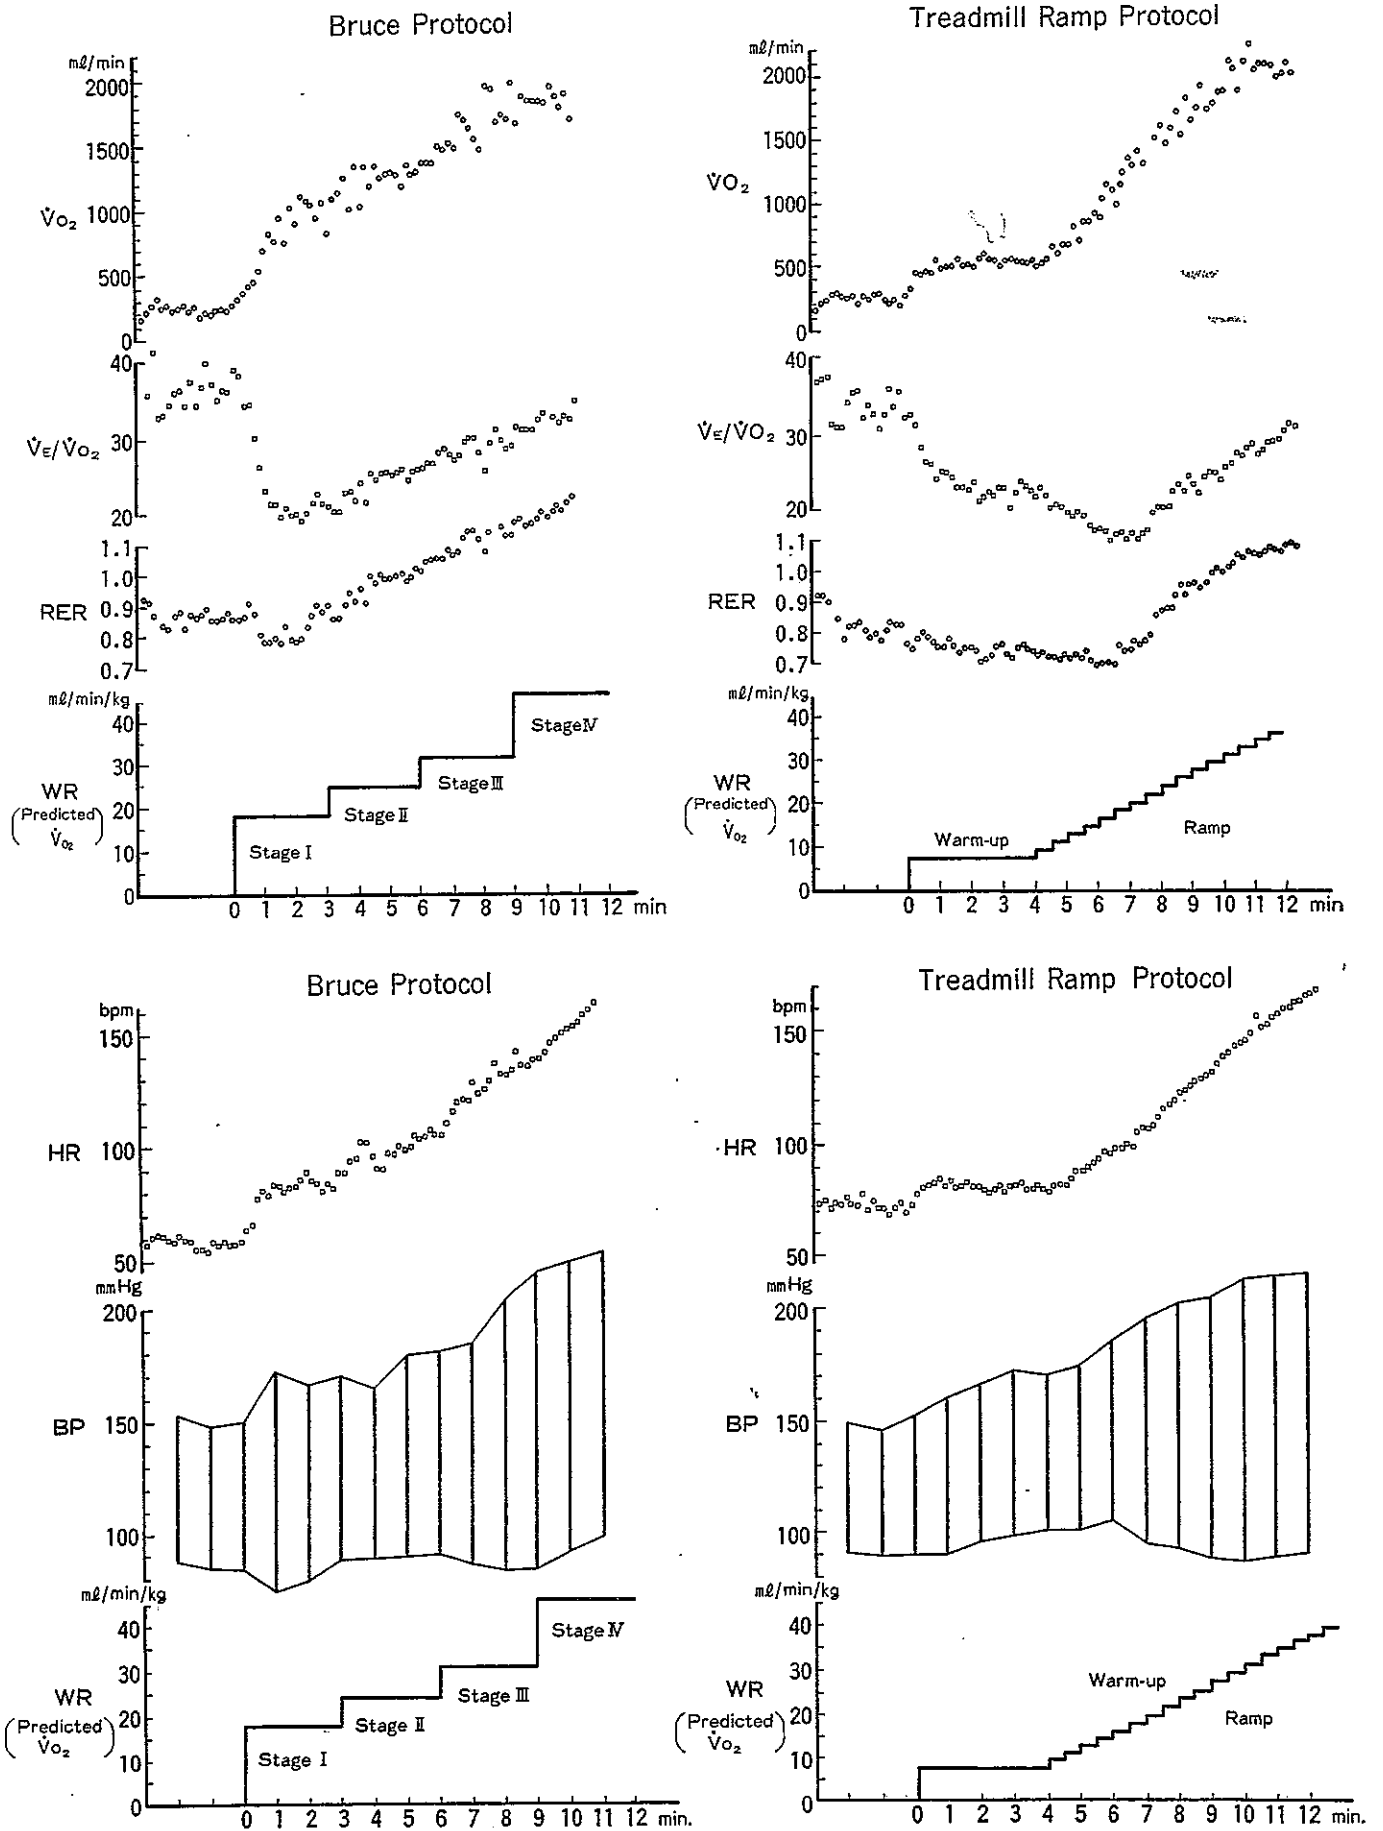 Bruce Protocol
mℓ/min
2000
1500
V̇O₂ 1000
500
0
40
V̇E/V̇O₂ 30
20
1.1
1.0
RER 0.9
0.8
0.7
mℓ/min/kg
40
30
WR 20
(Predicted V̇O₂)
10
0
Stage I
Stage Ⅱ
Stage Ⅲ
Stage Ⅳ
0 1 2 3 4 5 6 7 8 9 10 11 12 min
Treadmill Ramp Protocol
mℓ/min
2000
1500
V̇O₂
1000
500
0
40
V̇E/V̇O₂ 30
20
1.1
1.0
RER 0.9
0.8
0.7
mℓ/min/kg
40
30
WR
(Predicted V̇O₂)
20
10
0
Warm-up
Ramp
0 1 2 3 4 5 6 7 8 9 10 11 12 min
Bruce Protocol
bpm
150
HR 100
50
mmHg
200
BP 150
100
mℓ/min/kg
40
30
WR
(Predicted V̇O₂)
20
10
0
Stage I
Stage Ⅱ
Stage Ⅲ
Stage Ⅳ
0 1 2 3 4 5 6 7 8 9 10 11 12 min.
Treadmill Ramp Protocol
bpm
150
HR 100
50
mmHg
200
BP 150
100
mℓ/min/kg
40
30
WR
(Predicted V̇O₂)
20
10
0
Warm-up
Ramp
0 1 2 3 4 5 6 7 8 9 10 11 12 min.